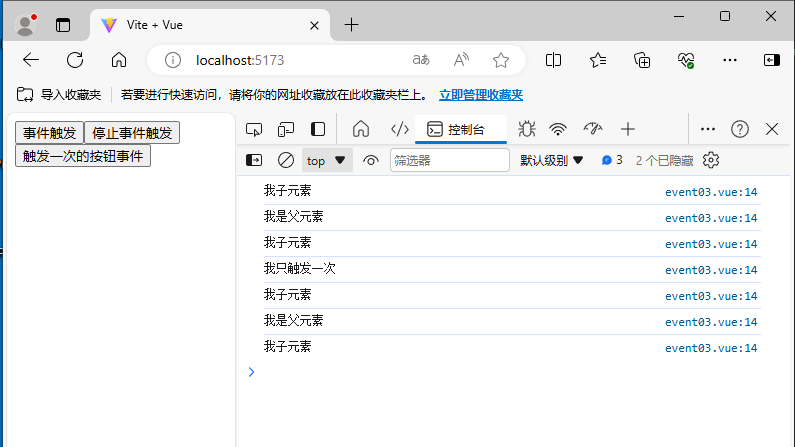 Vite + Vue
localhost:5173
导入收藏夹 若要进行快速访问，请将你的网址收藏放在此收藏夹栏上。 立即管理收藏夹
事件触发 停止事件触发
触发一次的按钮事件
控制台
top 筛选器 默认级别 3 2 个已隐藏
我子元素 event03.vue:14
我是父元素 event03.vue:14
我子元素 event03.vue:14
我只触发一次 event03.vue:14
我子元素 event03.vue:14
我是父元素 event03.vue:14
我子元素 event03.vue:14